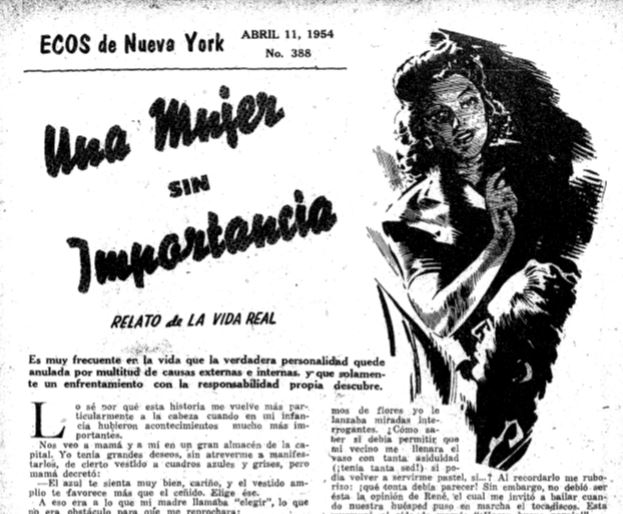 ECOS de Nueva York
ABRIL 11, 1954
No. 388
Una Mujer
SIN
Importancia
RELATO de LA VIDA REAL
Es muy frecuente en la vida que la verdadera personalidad quede
anulada por multitud de causas externas e internas, y que solamen-
te un enfrentamiento con la responsabilidad propia descubre.
Lo sé por qué esta historia me vuelve más par-
ticularmente a la cabeza cuando en mi infan-
cia hubieron acontecimientos mucho más im-
portantes.
Nos veo a mamá y a mí en un gran almacén de la ca-
pital. Yo tenía grandes deseos, sin atreverme a manifes-
tarlos, de cierto vestido a cuadros azules y grises, pero
mamá decretó:
—El azul te sienta muy bien, cariño, y el vestido am-
plio te favorece más que el ceñido. Elige ése.
A eso era a lo que mi madre llamaba "elegir", lo que
no era obstáculo para que me reprochara:
mos de flores yo le
lanzaba miradas inte-
rrogantes. ¿Cómo sa-
ber si debía permitir que
mi vecino me llenara el
vaso con tanta asiduidad
(¡tenía tanta sed!) si po-
día volver a servirme pastel, si...? Al recordarlo me rubo-
rizo: ¡qué tonta debía parecer! Sin embargo, no debió ser
ésta la opinión de René, el cual me invitó a bailar cuan-
do nuestra huésped puso en marcha el tocadiscos. Esta